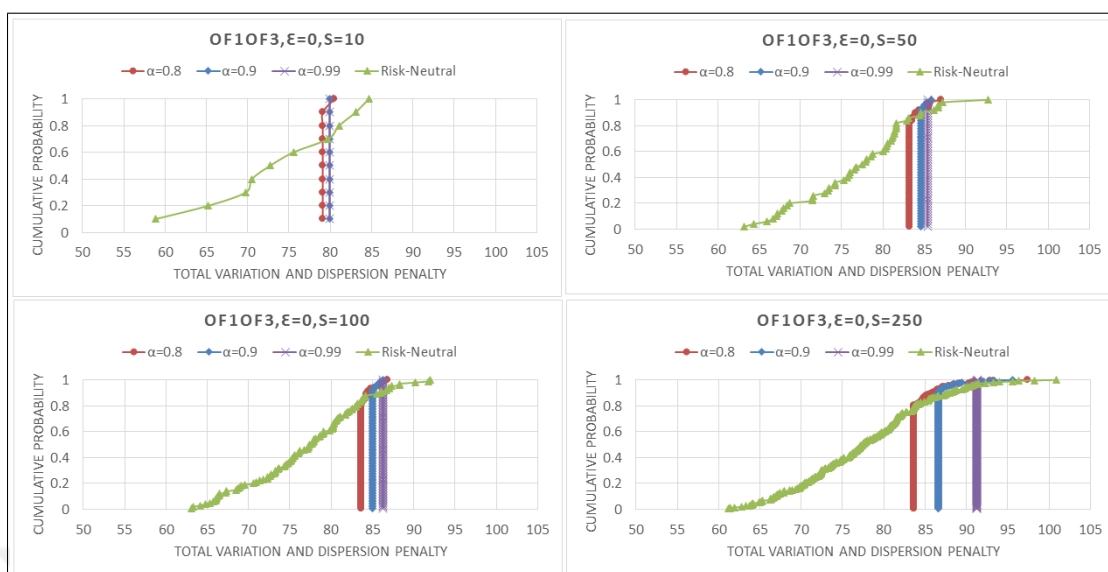 OF1OF3,Ɛ=0,S=10
α=0.8 α=0.9 α=0.99 Risk-Neutral
CUMULATIVE PROBABILITY
1
0.8
0.6
0.4
0.2
0
50 55 60 65 70 75 80 85 90 95 100 105
TOTAL VARIATION AND DISPERSION PENALTY
OF1OF3,Ɛ=0,S=50
α=0.8 α=0.9 α=0.99 Risk-Neutral
CUMULATIVE PROBABILITY
1
0.8
0.6
0.4
0.2
0
50 55 60 65 70 75 80 85 90 95 100 105
TOTAL VARIATION AND DISPERSION PENALTY
OF1OF3,Ɛ=0,S=100
α=0.8 α=0.9 α=0.99 Risk-Neutral
CUMULATIVE PROBABILITY
1
0.8
0.6
0.4
0.2
0
50 55 60 65 70 75 80 85 90 95 100 105
TOTAL VARIATION AND DISPERSION PENALTY
OF1OF3,Ɛ=0,S=250
α=0.8 α=0.9 α=0.99 Risk-Neutral
CUMULATIVE PROBABILITY
1
0.8
0.6
0.4
0.2
0
50 55 60 65 70 75 80 85 90 95 100 105
TOTAL VARIATION AND DISPERSION PENALTY